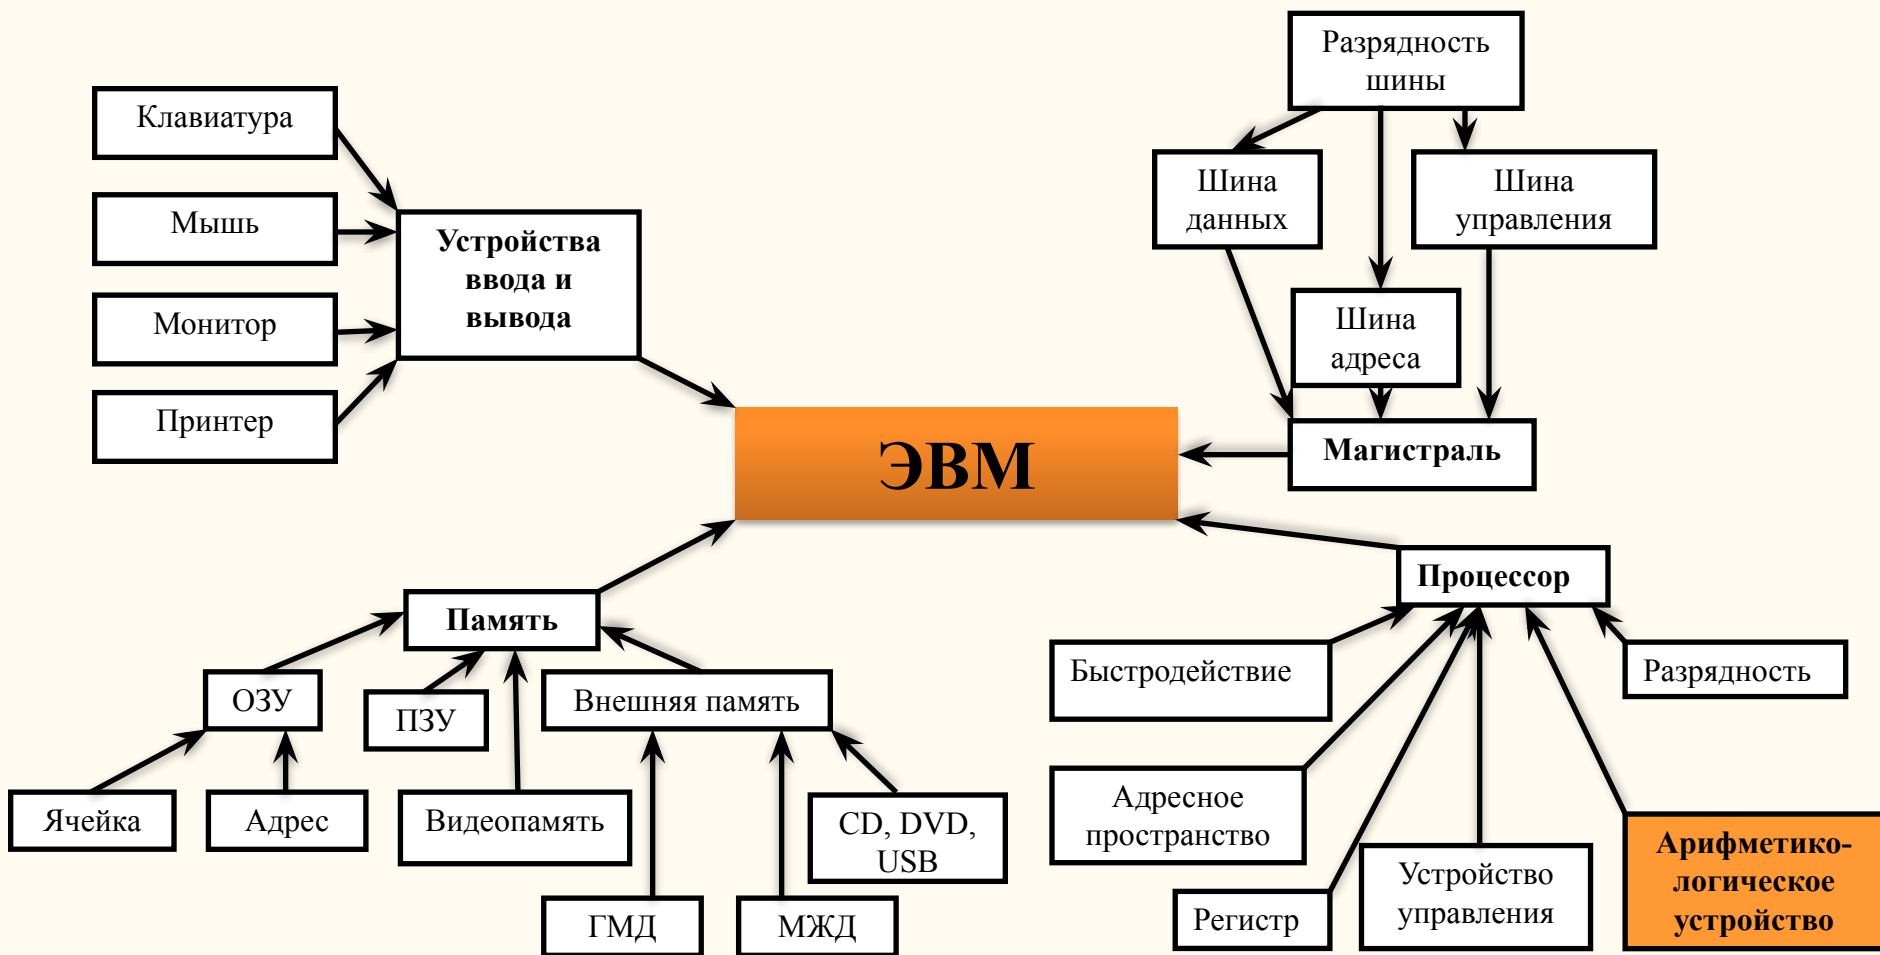 Разрядность
шины
Клавиатура
Шина
данных
Шина
управления
Мышь
Устройства
ввода и
вывода
Монитор
Шина
адреса
Принтер
ЭВМ
Магистраль
Процессор
Память
Быстродействие
Разрядность
ОЗУ
ПЗУ
Внешняя память
Ячейка
Адрес
Видеопамять
CD, DVD,
USB
Адресное
пространство
Арифметико-
логическое
устройство
Устройство
управления
Регистр
ГМД
МЖД